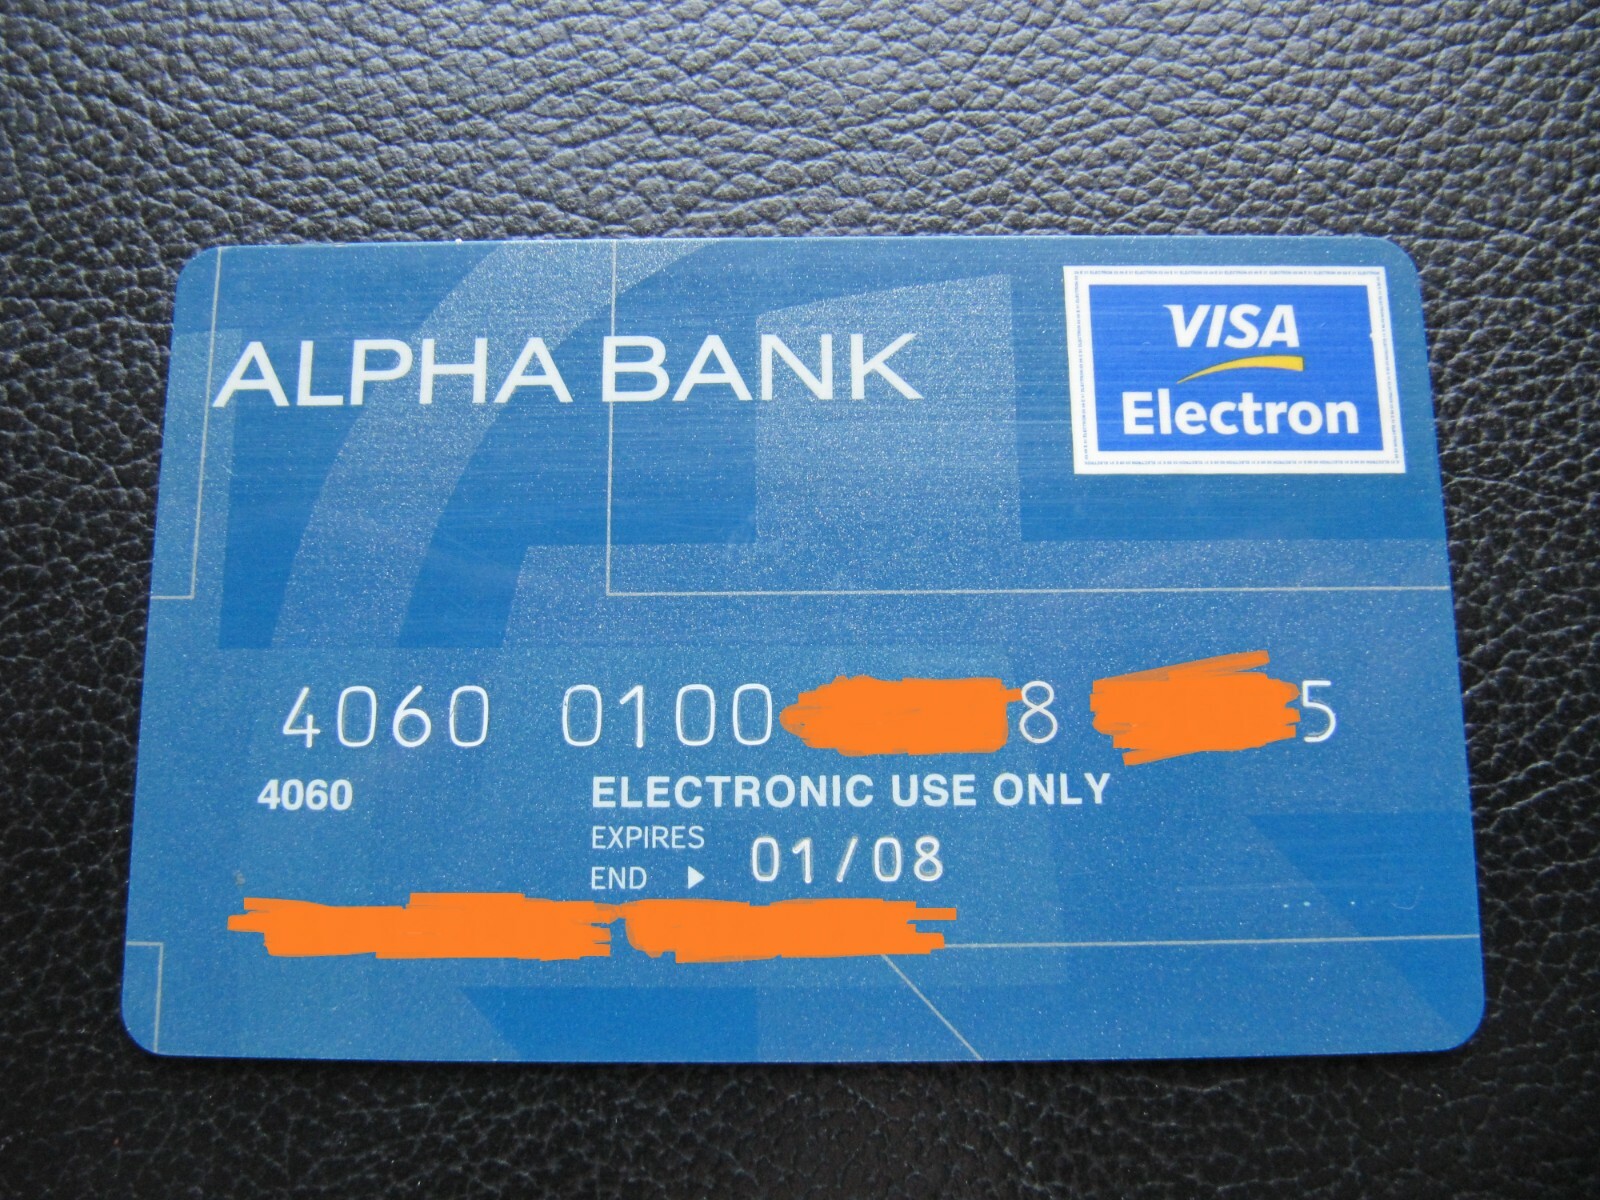 ALPHA BANK
VISA
Electron
4060 0100 8 5
4060 ELECTRONIC USE ONLY
EXPIRES
END ▶ 01/08